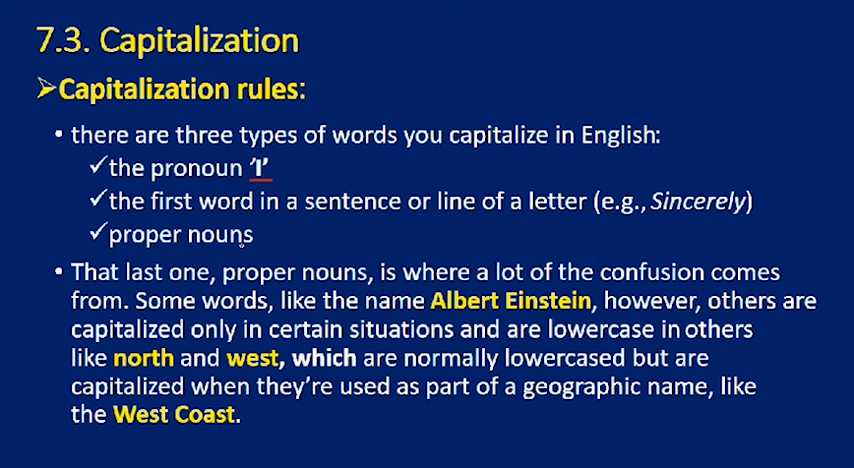 7.3. Capitalization
➢Capitalization rules:
• there are three types of words you capitalize in English:
✓the pronoun 'I'
✓the first word in a sentence or line of a letter (e.g., Sincerely)
✓proper nouns
• That last one, proper nouns, is where a lot of the confusion comes
from. Some words, like the name Albert Einstein, however, others are
capitalized only in certain situations and are lowercase in others
like north and west, which are normally lowercased but are
capitalized when they're used as part of a geographic name, like
the West Coast.